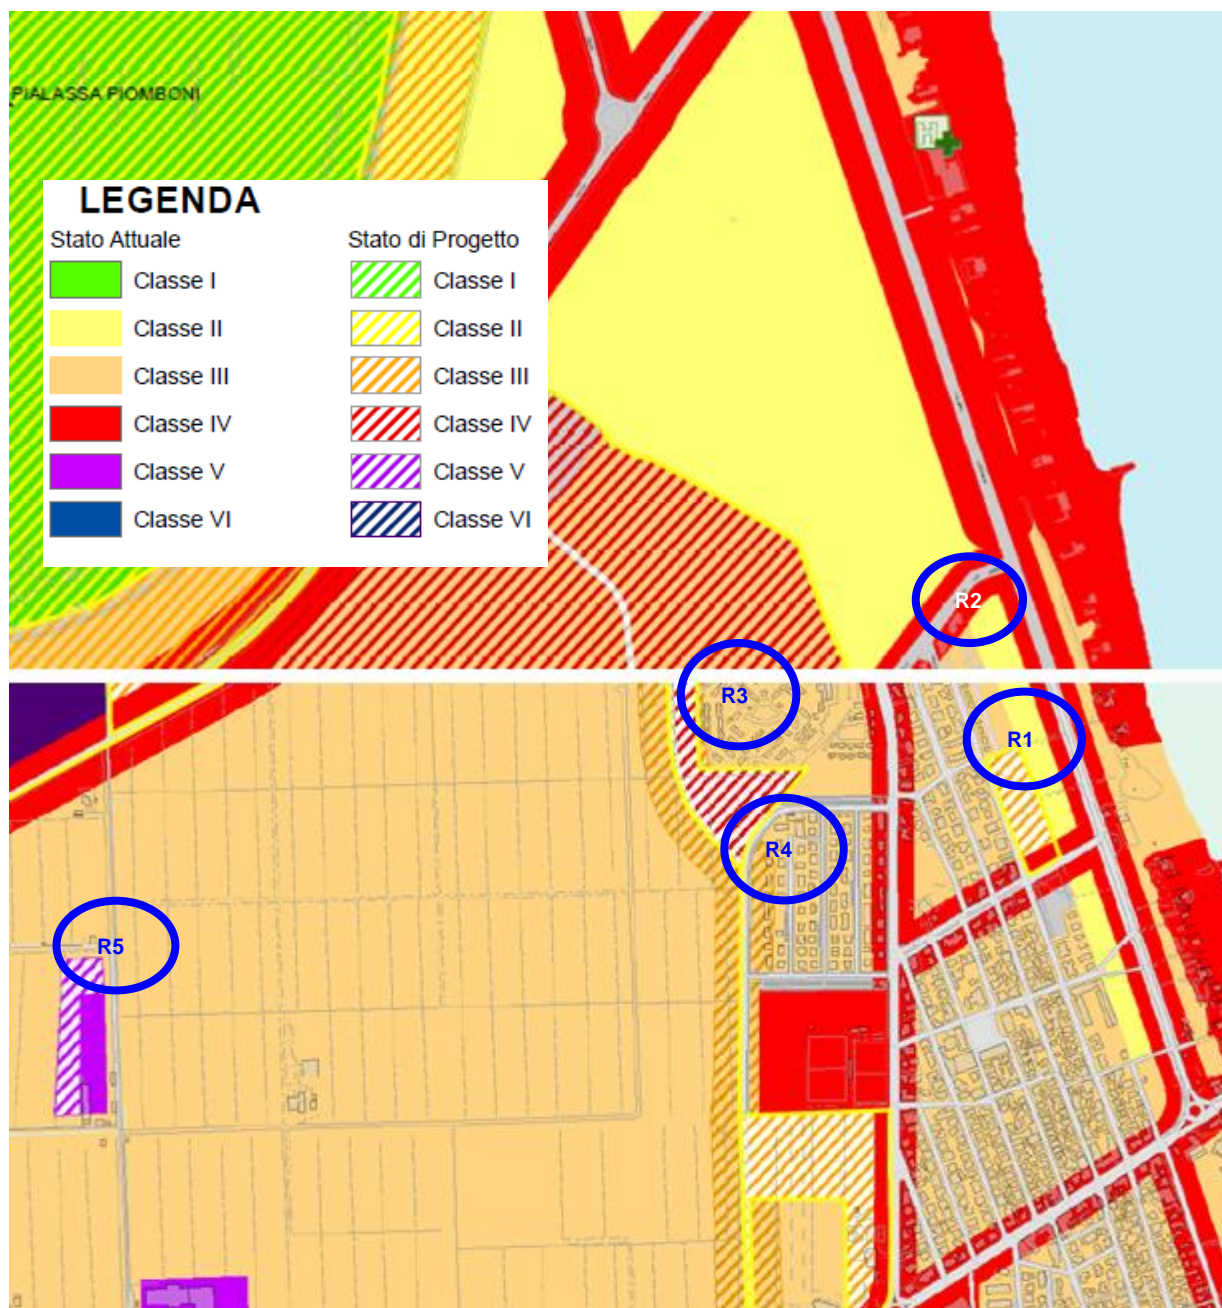 PIALASSA PIOMBONI
LEGENDA
Stato Attuale
Stato di Progetto
Classe I
Classe I
Classe II
Classe II
Classe III
Classe III
Classe IV
Classe IV
Classe V
Classe V
Classe VI
Classe VI
H
R2
R3
R1
R4
R5